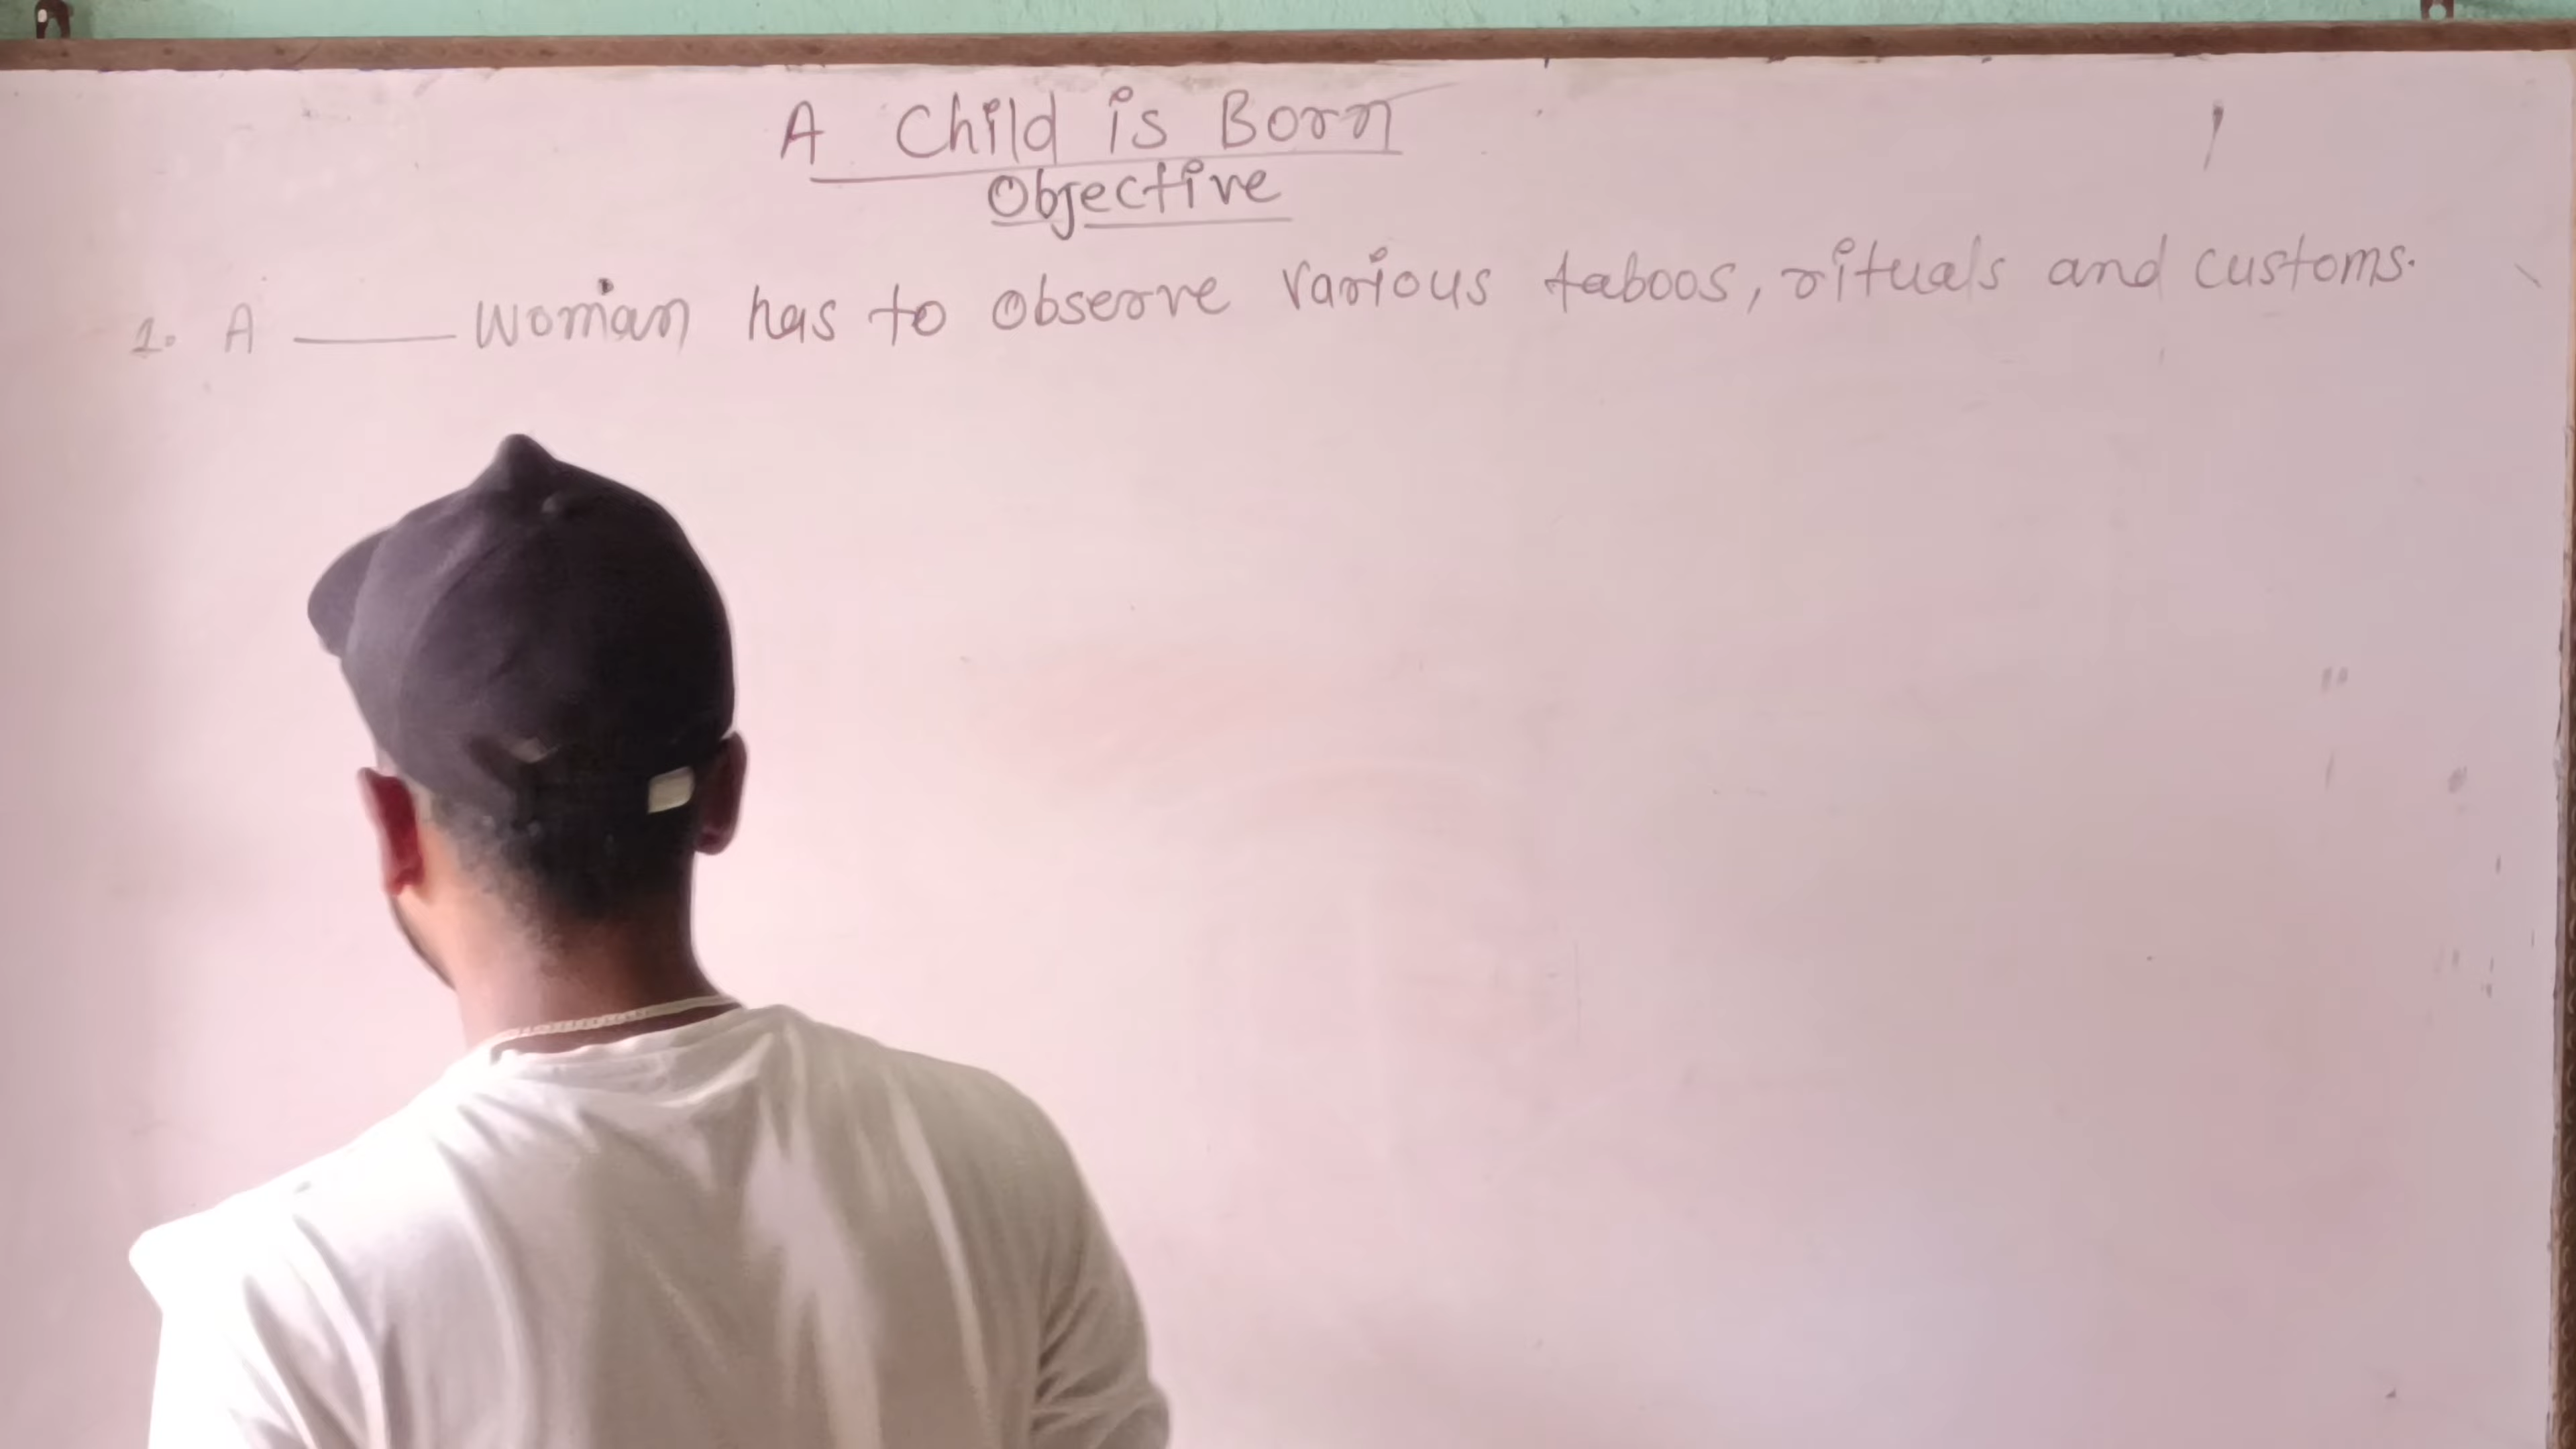 A Child is Born
Objective
1. A ____ Woman has to observe various taboos, rituals and customs.